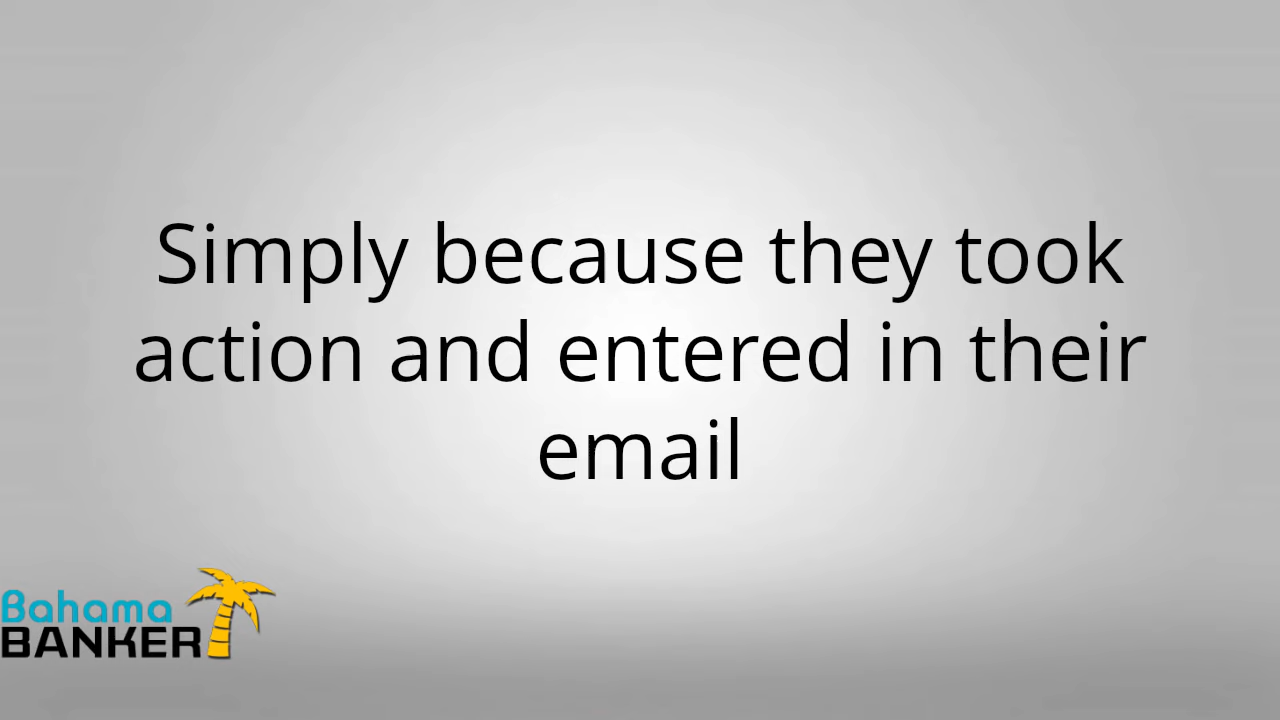 Simply because they took
action and entered in their
email
Bahama
BANKER